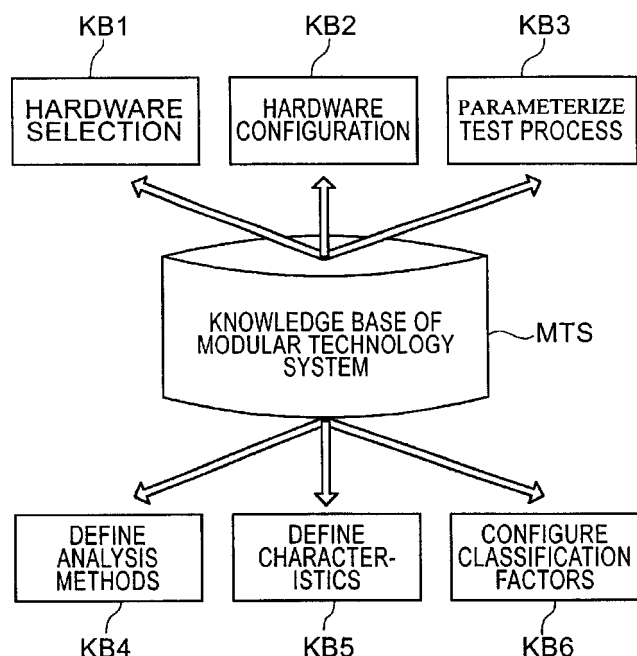 KB1
KB2
KB3
HARDWARE
SELECTION
HARDWARE
CONFIGURATION
PARAMETERIZE
TEST PROCESS
KNOWLEDGE BASE OF
MODULAR TECHNOLOGY
SYSTEM
MTS
DEFINE
ANALYSIS
METHODS
DEFINE
CHARACTER-
ISTICS
CONFIGURE
CLASSIFICATION
FACTORS
KB4
KB5
KB6